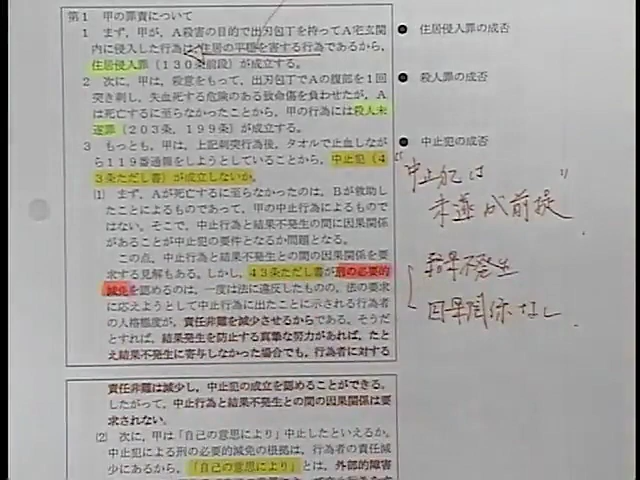 第1 甲の罪責について
1 まず，甲が，A殺害の目的で出刃包丁を持ってA宅玄関
内に侵入した行為は住居の平穏を害する行為であるから，
住居侵入罪（130条前段）が成立する。
2 次に，甲は，殺意をもって，出刃包丁でAの腹部を1回
突き刺し，失血死する危険のある致命傷を負わせたが，A
は死亡するに至らなかったことから，甲の行為には殺人未
遂罪（203条，199条）が成立する。
3 もっとも，甲は，上記刺突行為後，タオルで止血しなが
ら119番通報をしようとしていることから，中止犯（4
3条ただし書）が成立しないか。
(1) まず，Aが死亡するに至らなかったのは，Bが救助し
たことによるものであって，甲の中止行為によるもので
はない。そこで，中止行為と結果不発生の間に因果関係
があることが中止犯の要件となるか問題となる。
この点，中止行為と結果不発生との間の因果関係を要
求する見解もある。しかし，43条ただし書が刑の必要的
減免を認めるのは，一度は法に違反したものの，法の要求
に応えようとして中止行為に出たことに示される行為者
の人格態度が，責任非難を減少させるからである。そうだ
とすれば，結果発生を防止する真摯な努力があれば，たと
え結果不発生に寄与しなかった場合でも，行為者に対する
責任非難は減少し，中止犯の成立を認めることができる。
したがって，中止行為と結果不発生との間の因果関係は要
求されない。
(2) 次に，甲は「自己の意思により」中止したといえるか。
中止犯による刑の必要的減免の根拠は，行為者の責任非難
減少にあるから，「自己の意思により」とは，外部的障害
● 住居侵入罪の成否
● 殺人罪の成否
● 中止犯の成否
“中止犯は
未遂が前提”
結果不発生
因果関係なし